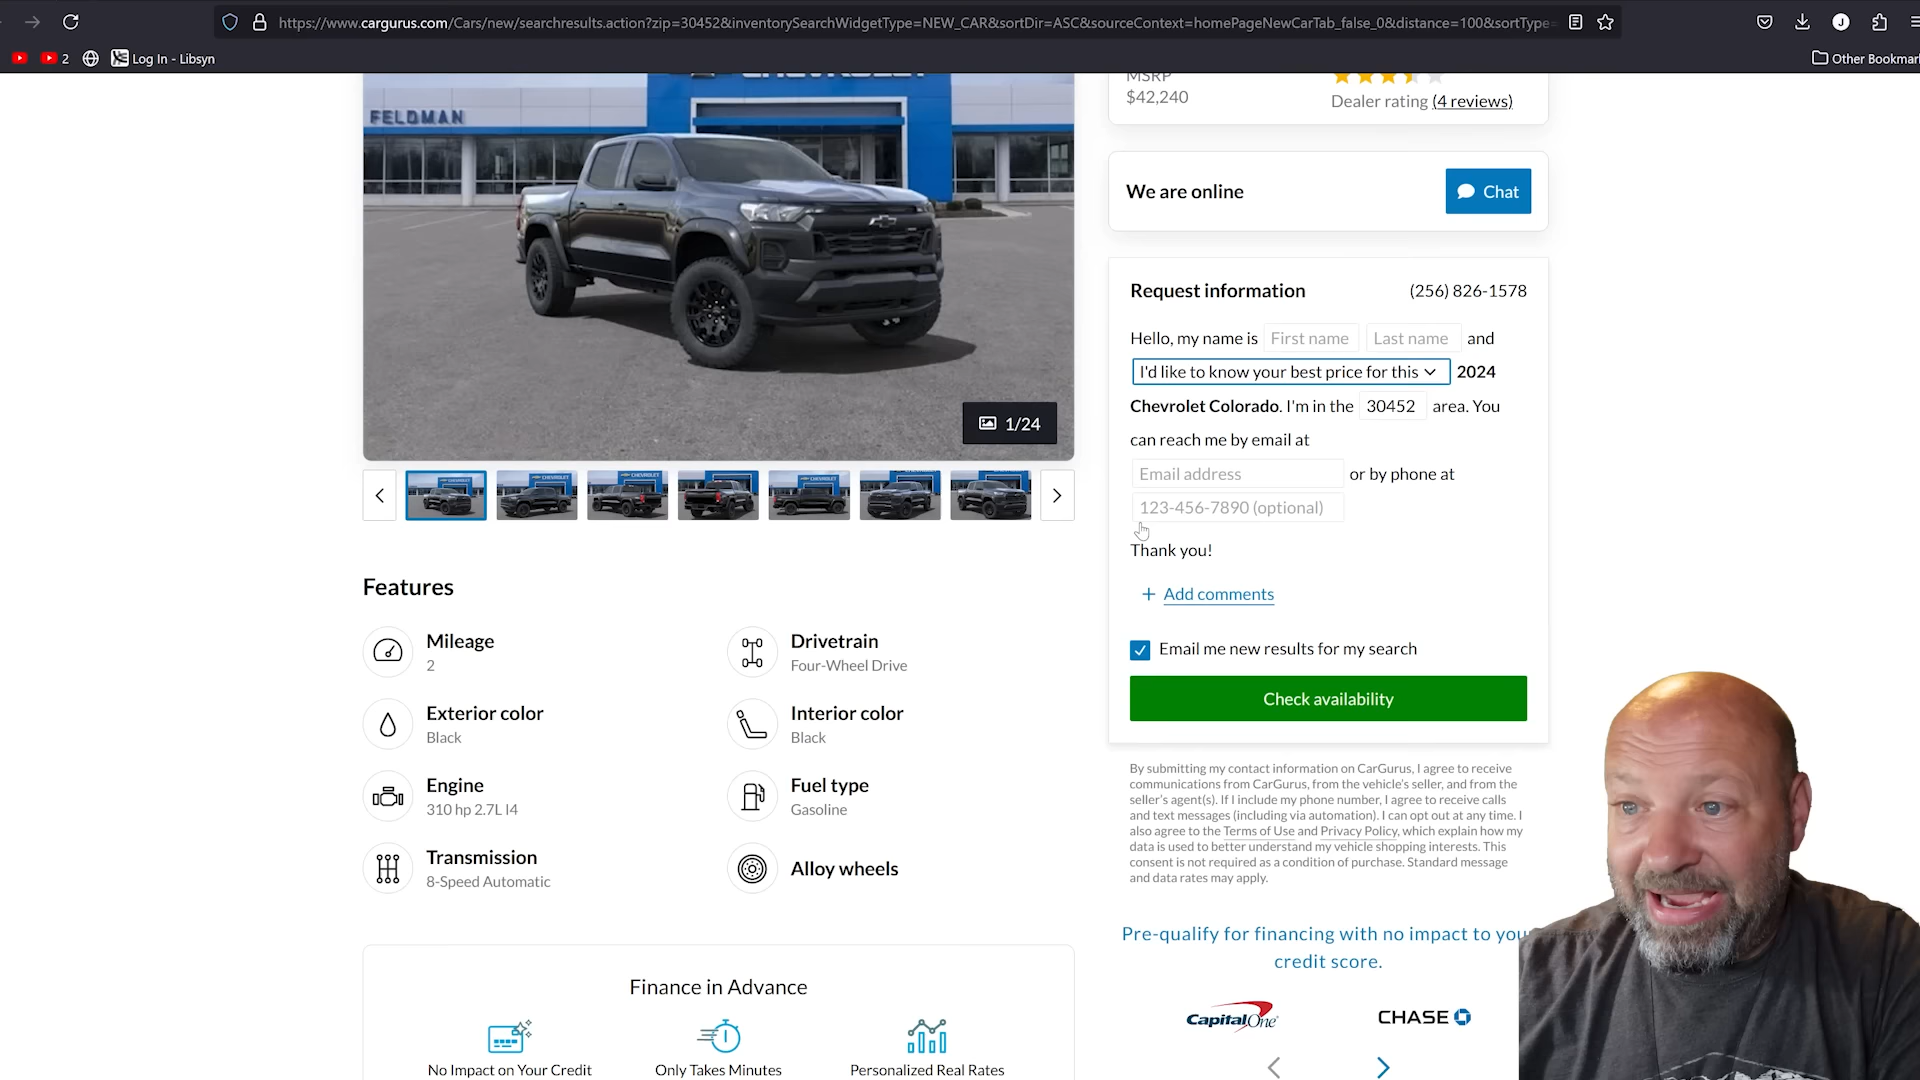 https://www.cargurus.com/Cars/new/searchresults.action?zip=30452&inventorySearchWidgetType=NEW_CAR&sortDir=ASC&sourceContext=homePageNewCarTab_false_0&distance=100&sortType=
2
Log In - Libsyn
Other Bookmar
FELDMAN
CHEVROLET
1/24
MSRP
$42,240
Dealer rating (4 reviews)
We are online
Chat
Request information
(256) 826-1578
Hello, my name is First name Last name and
I'd like to know your best price for this 2024
Chevrolet Colorado. I'm in the 30452 area. You
can reach me by email at
Email address or by phone at
123-456-7890 (optional)
Thank you!
+ Add comments
Email me new results for my search
Check availability
By submitting my contact information on CarGurus, I agree to receive
communications from CarGurus, from the vehicle's seller, and from the
seller's agent(s). If I include my phone number, I agree to receive calls
and text messages (including via automation). I can opt out at any time. I
also agree to the Terms of Use and Privacy Policy, which explain how my
data is used to better understand my vehicle shopping interests. This
consent is not required as a condition of purchase. Standard message
and data rates may apply.
Pre-qualify for financing with no impact to you
credit score.
Capital One
CHASE
Features
Mileage
2
Drivetrain
Four-Wheel Drive
Exterior color
Black
Interior color
Black
Engine
310 hp 2.7L I4
Fuel type
Gasoline
Transmission
8-Speed Automatic
Alloy wheels
Finance in Advance
No Impact on Your Credit
Only Takes Minutes
Personalized Real Rates